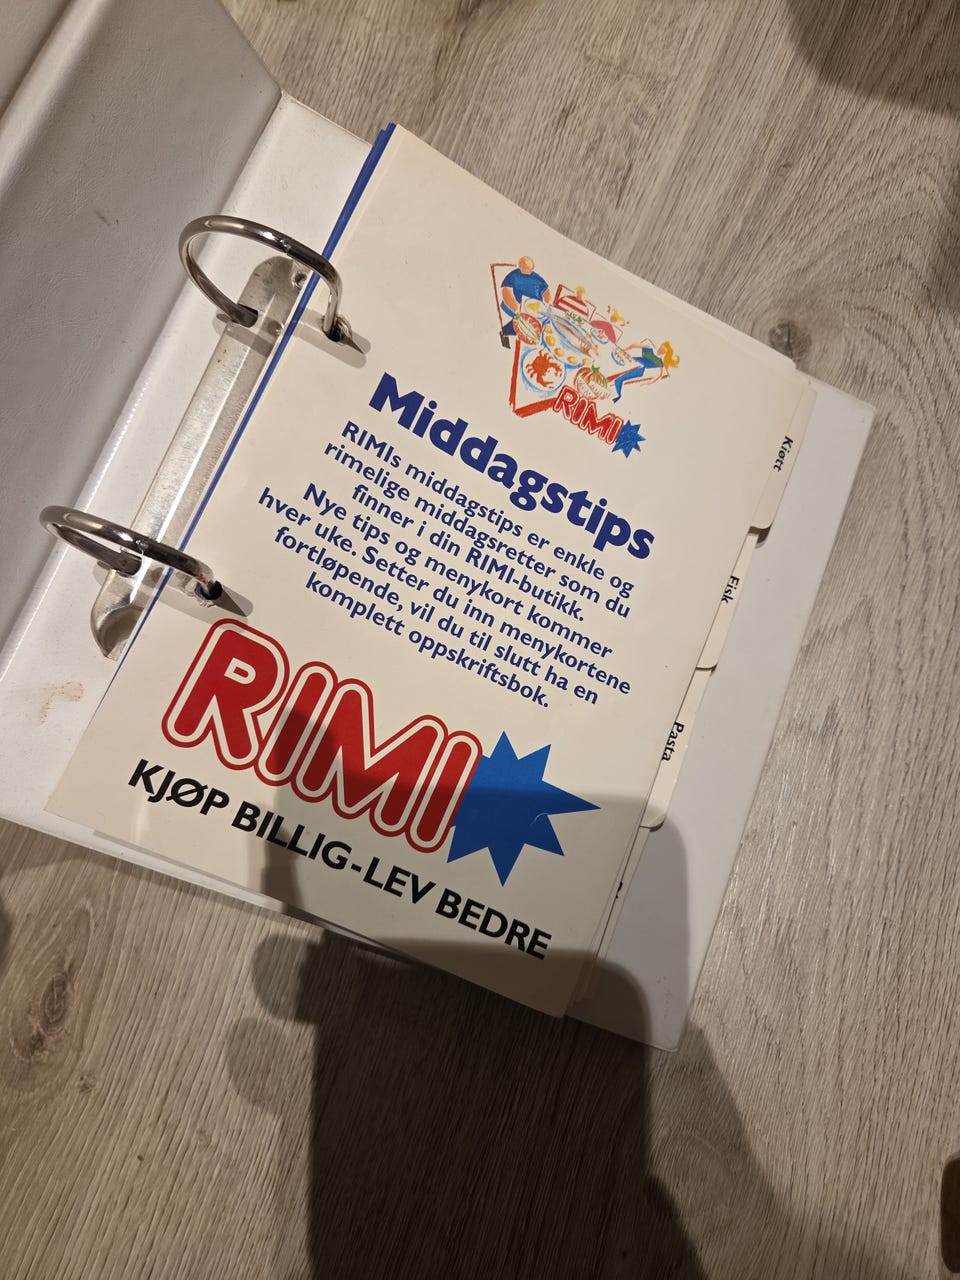 RIMI
Middagstips
RIMIs middagstips er enkle og
rimelige middagsretter som du
finner i din RIMI-butikk.
Nye tips og menykort kommer
hver uke. Setter du inn menykortene
fortløpende, vil du til slutt ha en
komplett oppskriftsbok.
RIMI
KJØP BILLIG-LEV BEDRE
Kjøtt
Fisk
Pasta